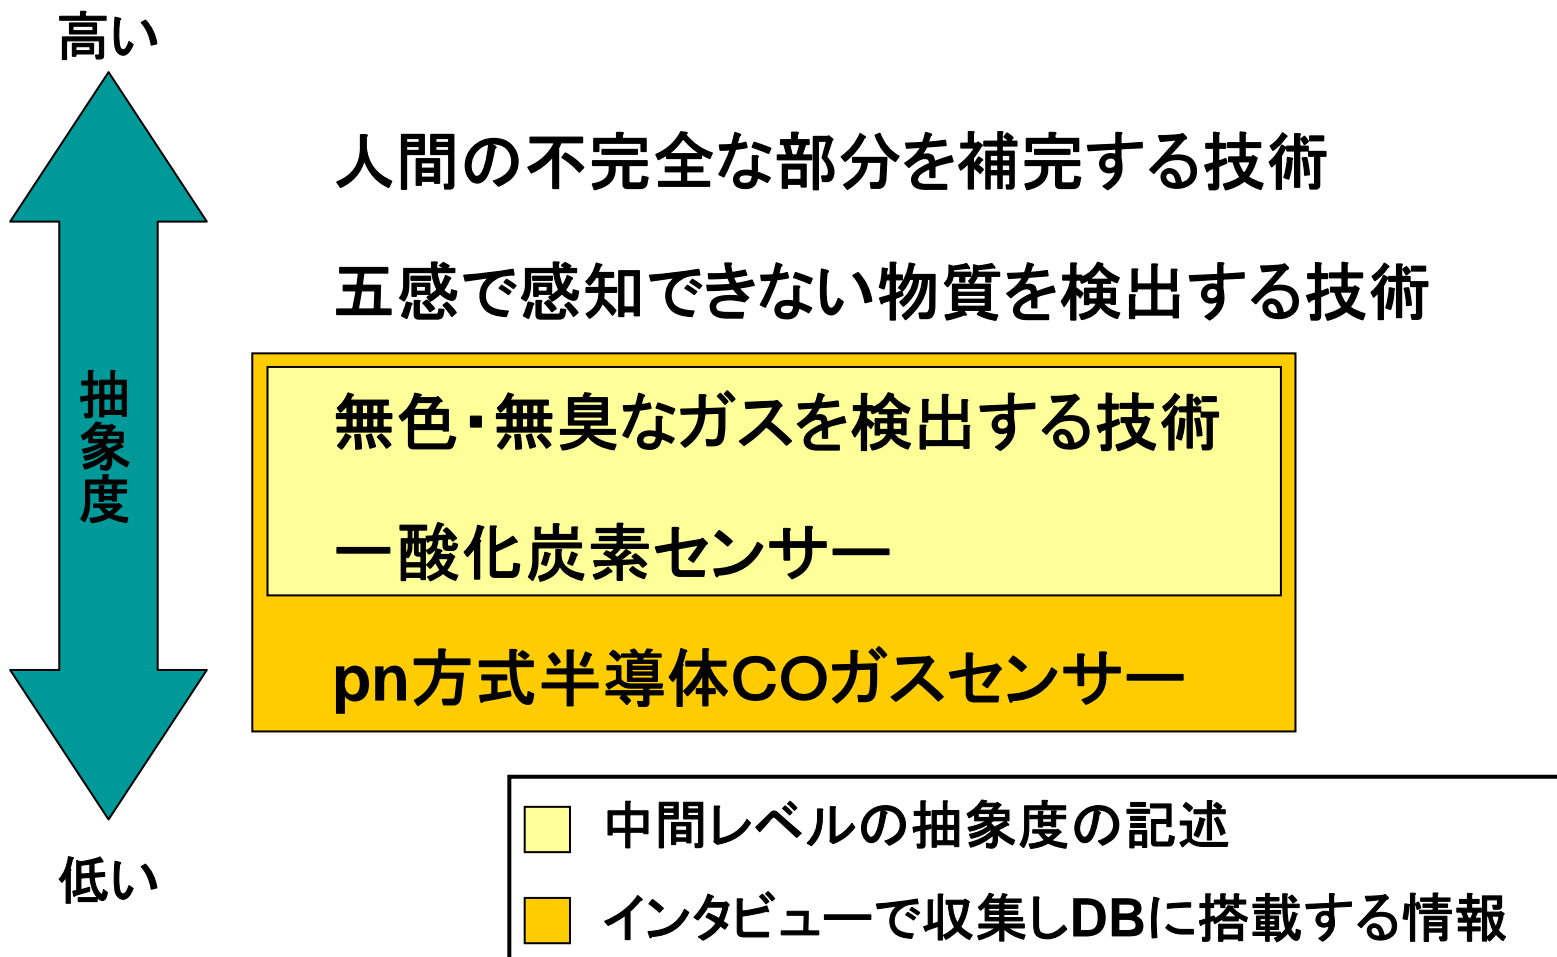 高い
人間の不完全な部分を補完する技術
五感で感知できない物質を検出する技術
無色・無臭なガスを検出する技術
抽象度
一酸化炭素センサー
pn方式半導体COガスセンサー
中間レベルの抽象度の記述
低い
インタビューで収集しDBに搭載する情報